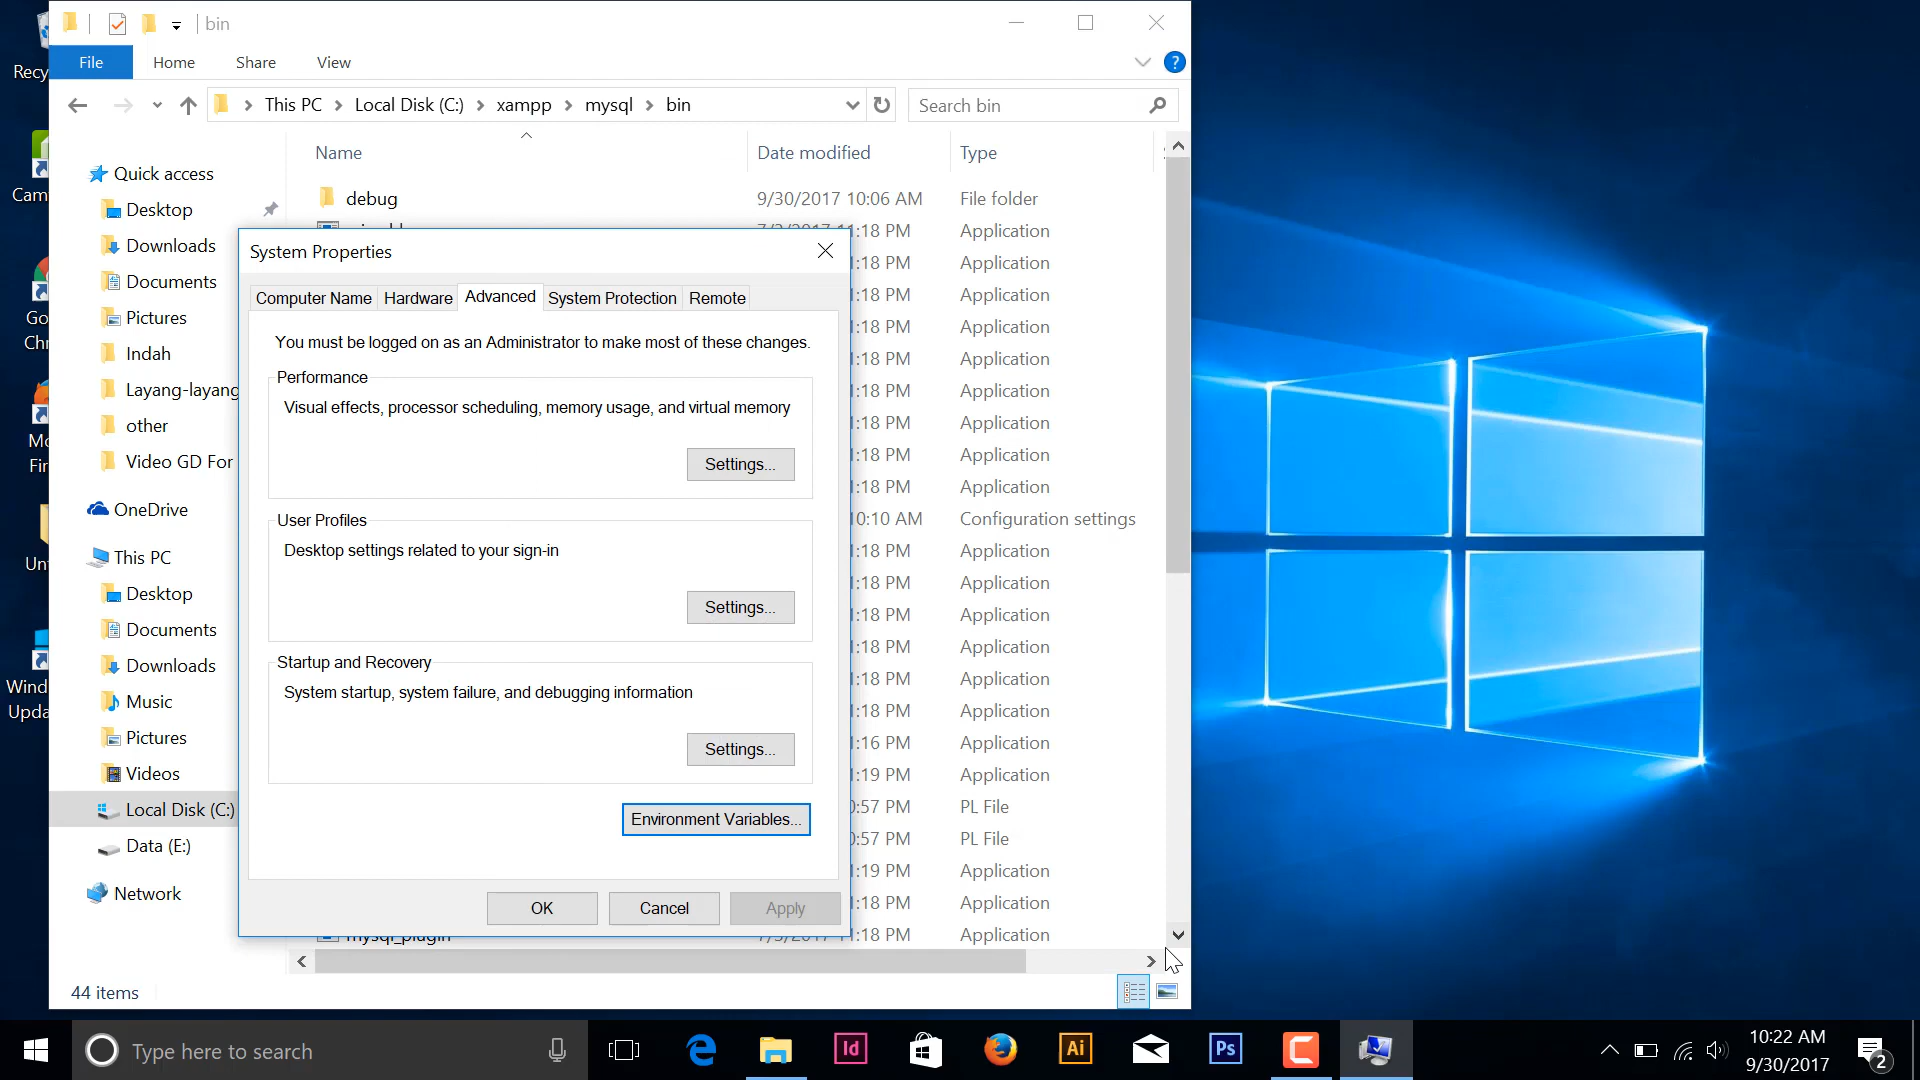 bin
File Home Share View
This PC Local Disk (C:) xampp mysql bin
Search bin
Name Date modified Type
Quick access
Desktop
Downloads
Documents
Pictures
Indah
Layang-layang
other
Video GD For
OneDrive
This PC
Desktop
Documents
Downloads
Music
Pictures
Videos
Local Disk (C:)
Data (E:)
Network
debug 9/30/2017 10:06 AM File folder
:18 PM Application
:18 PM Application
:18 PM Application
:18 PM Application
:18 PM Application
:18 PM Application
:18 PM Application
:18 PM Application
:18 PM Application
10:10 AM Configuration settings
:18 PM Application
:18 PM Application
:18 PM Application
:18 PM Application
:18 PM Application
:18 PM Application
:16 PM Application
:19 PM Application
:57 PM PL File
:57 PM PL File
:19 PM Application
:18 PM Application
mysql_plugin :18 PM Application
44 items
System Properties
Computer Name Hardware Advanced System Protection Remote
You must be logged on as an Administrator to make most of these changes.
Performance
Visual effects, processor scheduling, memory usage, and virtual memory
Settings...
User Profiles
Desktop settings related to your sign-in
Settings...
Startup and Recovery
System startup, system failure, and debugging information
Settings...
Environment Variables...
OK Cancel Apply
Recy
Cam
Go
Chr
Mo
Fir
Un
Wind
Upda
Type here to search
Id
Ai
Ps
10:22 AM
9/30/2017
2